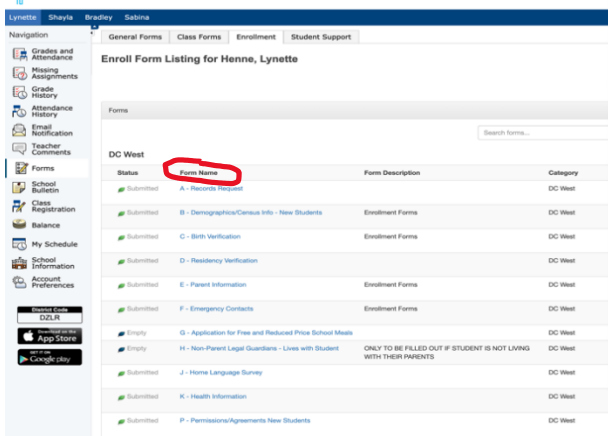 Lynette Shayla Bradley Sabina
Navigation
General Forms Class Forms Enrollment Student Support
Grades and
Attendance
Missing
Assignments
Grade
History
Attendance
History
Email
Notification
Teacher
Comments
Forms
School
Bulletin
Class
Registration
Balance
My Schedule
School
Information
Account
Preferences
District Code
DZLR
Download on the
App Store
GET IT ON
Google play
Enroll Form Listing for Henne, Lynette
Forms
Search forms...
DC West
Status Form Name Form Description Category
Submitted A - Records Request DC West
Submitted B - Demographics/Census Info - New Students Enrollment Forms DC West
Submitted C - Birth Verification Enrollment Forms DC West
Submitted D - Residency Verification DC West
Submitted E - Parent Information Enrollment Forms DC West
Submitted F - Emergency Contacts Enrollment Forms DC West
Empty G - Application for Free and Reduced Price School Meals DC West
Empty H - Non-Parent Legal Guardians - Lives with Student ONLY TO BE FILLED OUT IF STUDENT IS NOT LIVING DC West
WITH THEIR PARENTS
Submitted J - Home Language Survey DC West
Submitted K - Health Information DC West
Submitted P - Permissions/Agreements New Students DC West